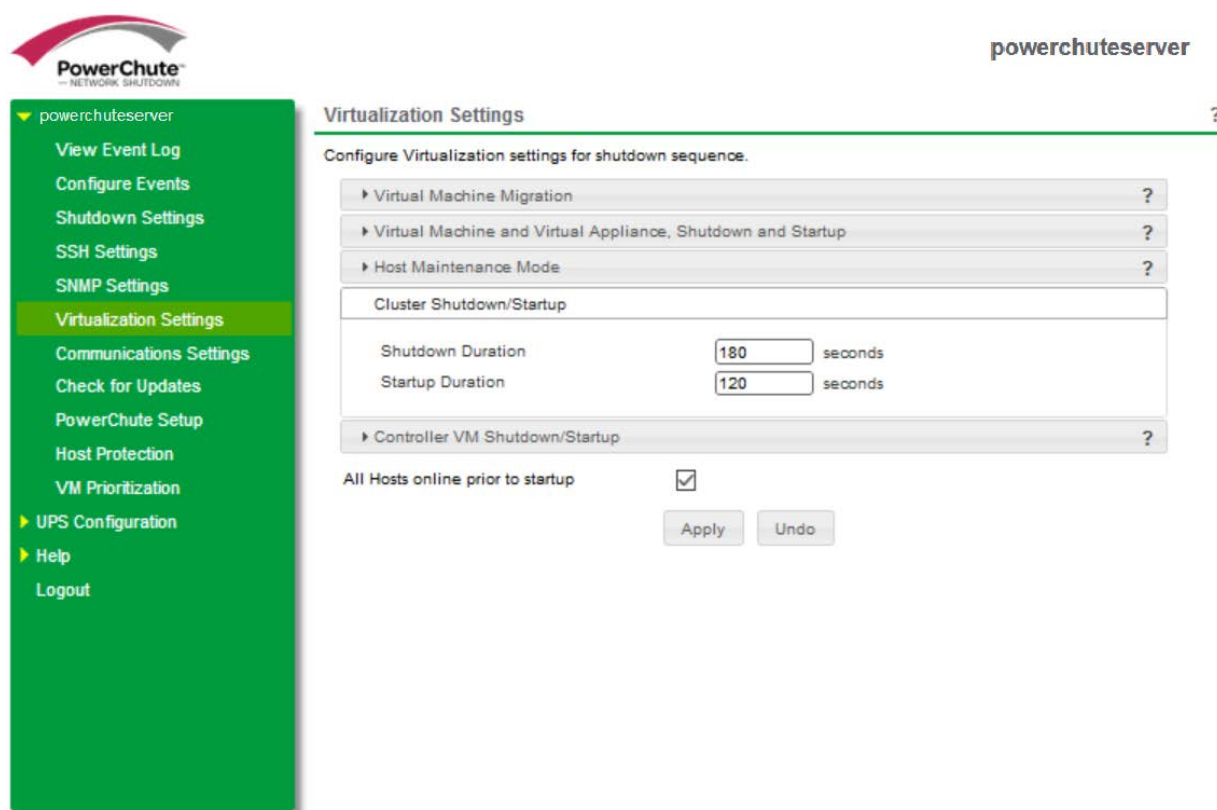 PowerChute™
— NETWORK SHUTDOWN
powerchuteserver
powerchuteserver
View Event Log
Configure Events
Shutdown Settings
SSH Settings
SNMP Settings
Virtualization Settings
Communications Settings
Check for Updates
PowerChute Setup
Host Protection
VM Prioritization
UPS Configuration
Help
Logout
Virtualization Settings ?
Configure Virtualization settings for shutdown sequence.
Virtual Machine Migration ?
Virtual Machine and Virtual Appliance, Shutdown and Startup ?
Host Maintenance Mode ?
Cluster Shutdown/Startup
Shutdown Duration 180 seconds
Startup Duration 120 seconds
Controller VM Shutdown/Startup ?
All Hosts online prior to startup
Apply Undo